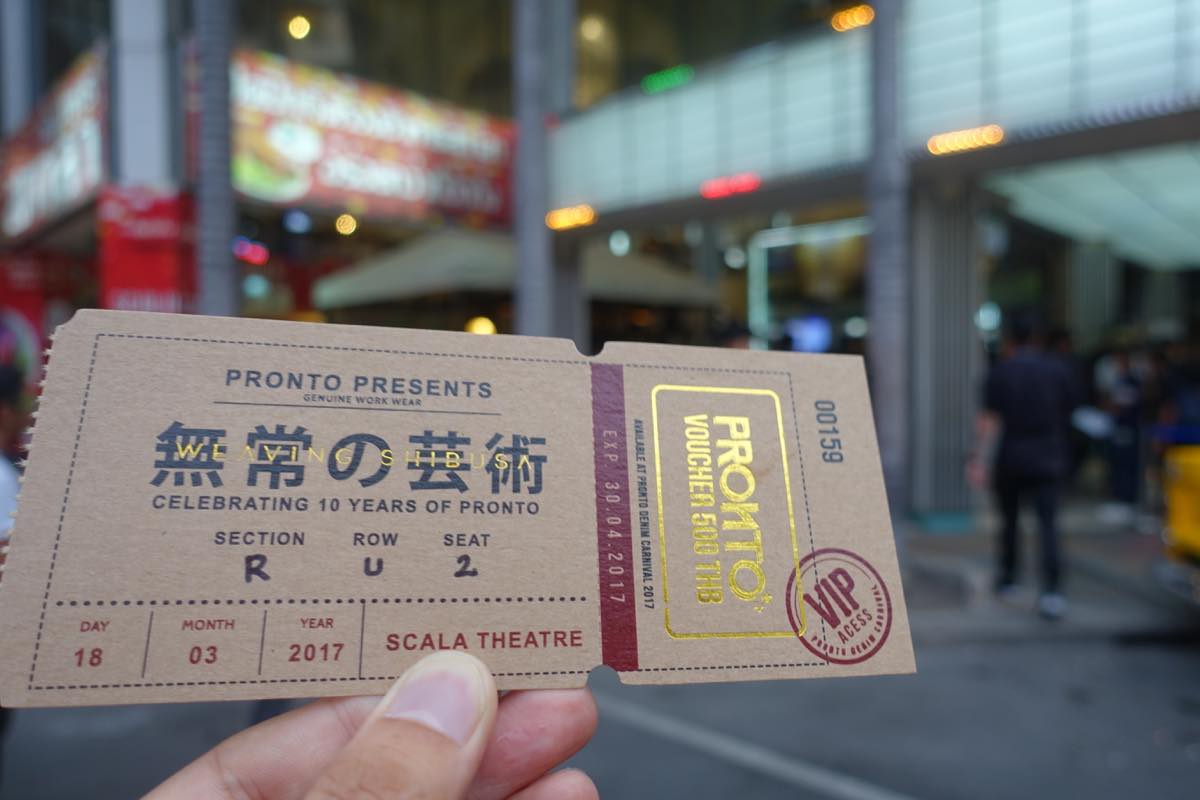 PRONTO PRESENTS
GENUINE WORK WEAR
無常の芸術
WEAVING SHIBUSA
CELEBRATING 10 YEARS OF PRONTO
SECTION ROW SEAT
R U 2
DAY MONTH YEAR
18 03 2017
SCALA THEATRE
EXP. 30.04.2017
AVAILABLE AT PRONTO DENIM CARNIVAL 2017
PRONTO
VOUCHER 500 THB
00159
VIP
ACESS
PRONTO DENIM CARNIVAL